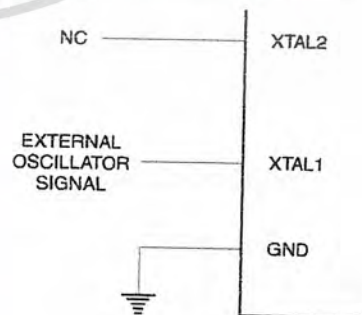 NC
XTAL2
EXTERNAL
OSCILLATOR
SIGNAL
XTAL1
GND